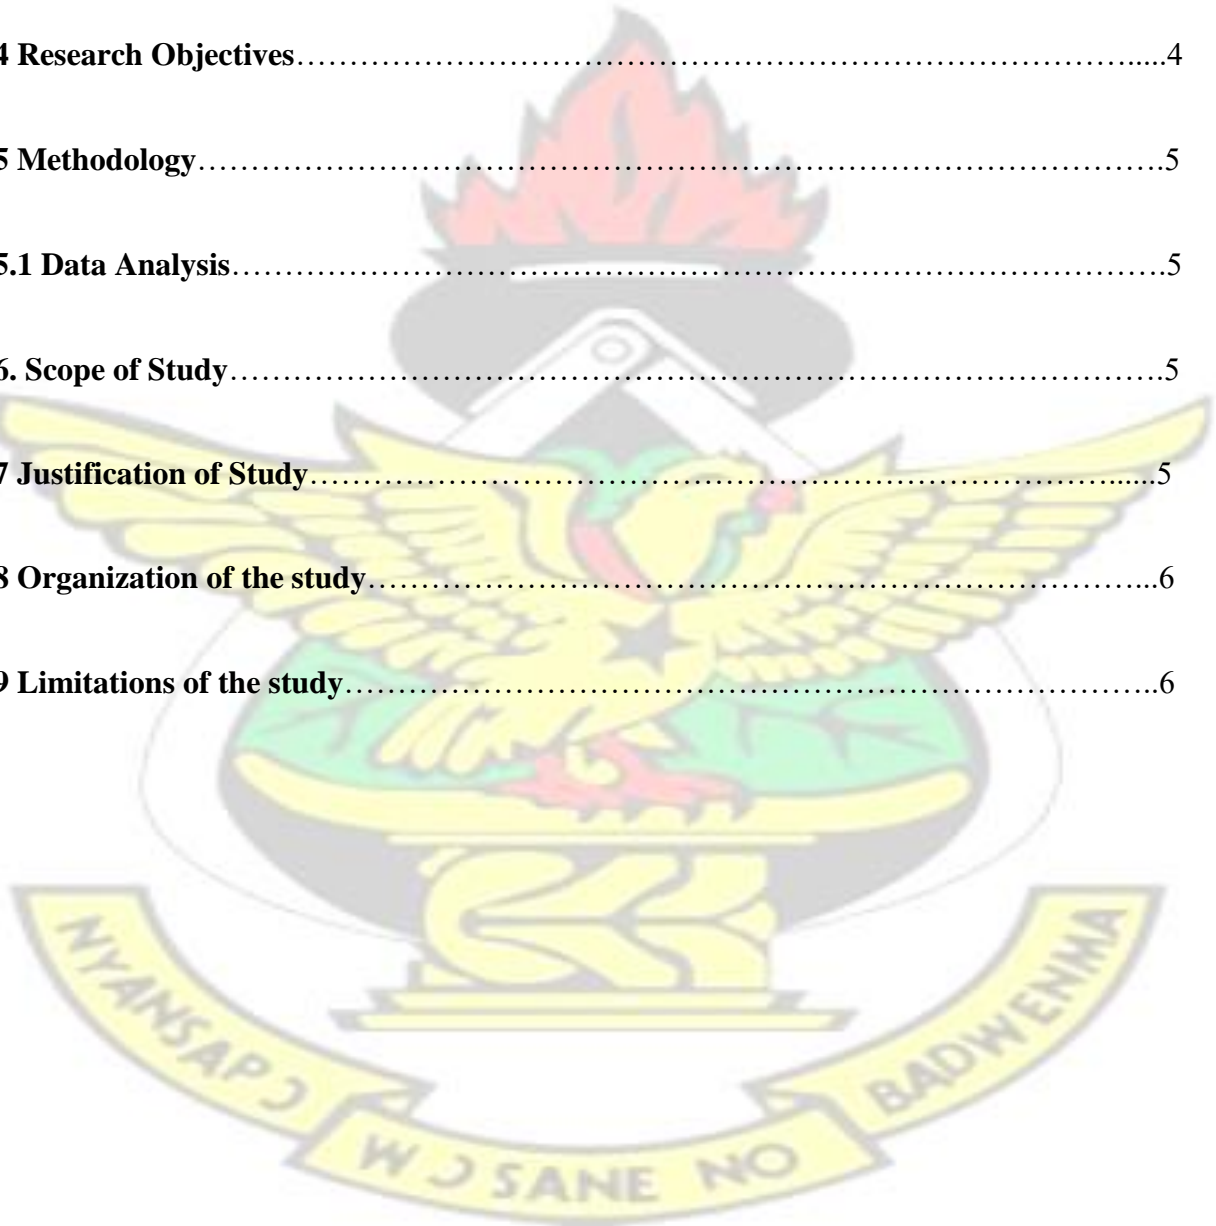 4 Research Objectives…………………………………………………………………………......4
5 Methodology……………………………………………………………………………….5
5.1 Data Analysis…………………………………………………………………………….5
6. Scope of Study…………………………………………………………………………….5
7 Justification of Study……………………………………………………………………......5
8 Organization of the study…………………………………………………………………...6
9 Limitations of the study……………………………………………………………………..6
NYANSAPƆ
WƆ SANE NO
BADWENMA